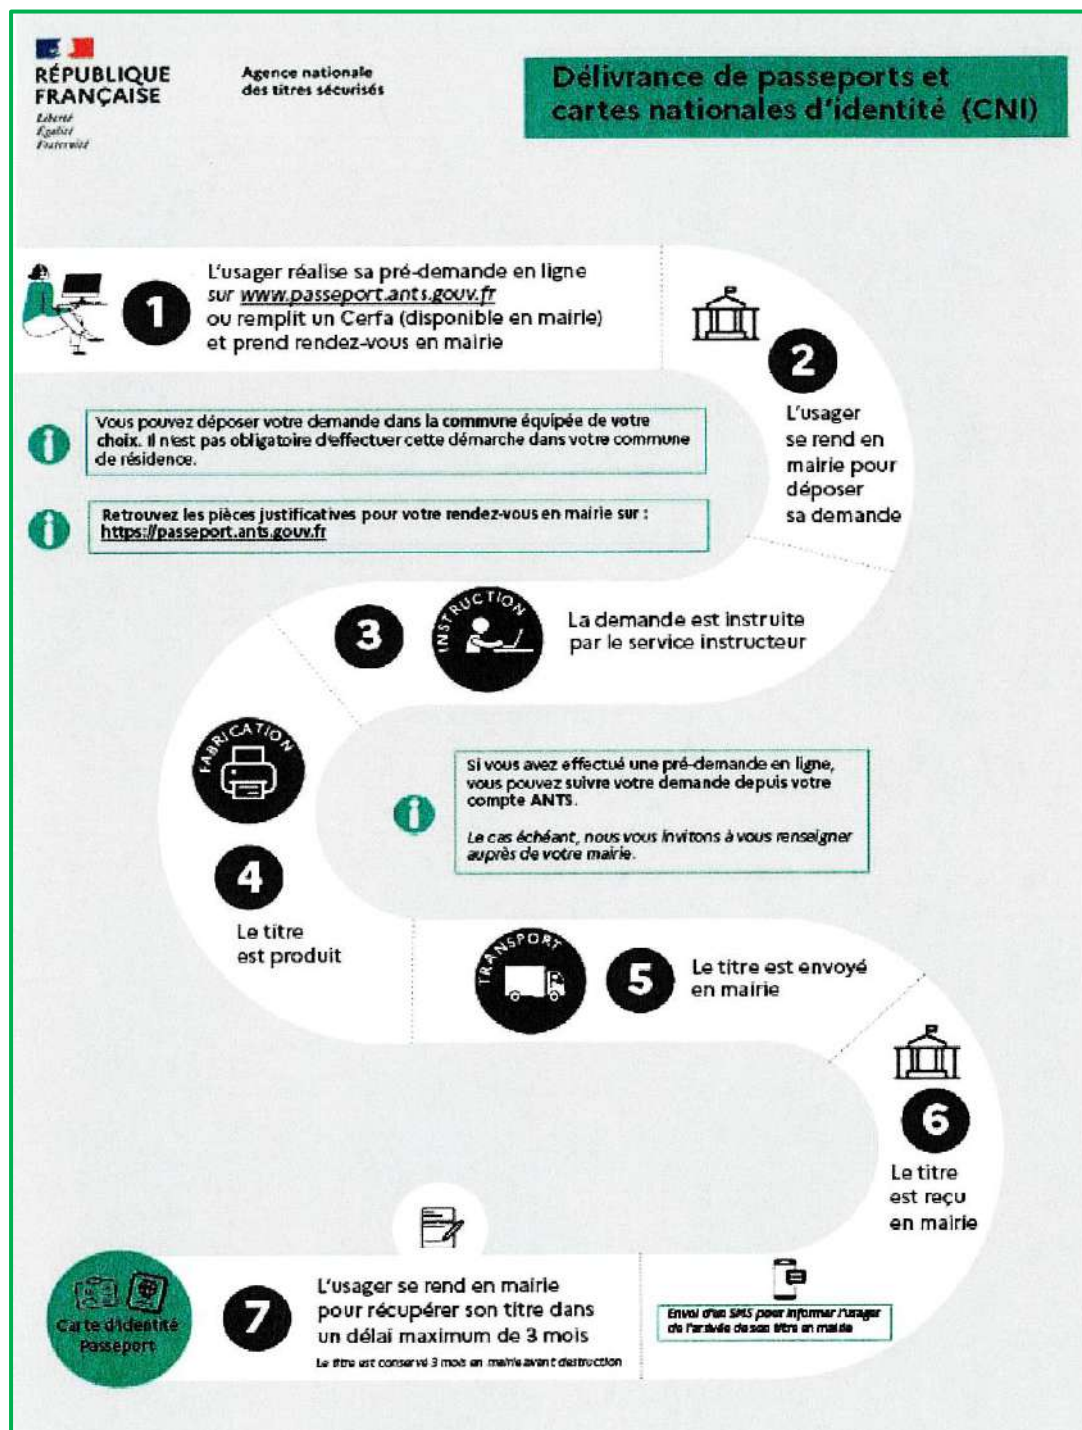 RÉPUBLIQUE
FRANÇAISE
Liberté
Égalité
Fraternité
Agence nationale
des titres sécurisés
Délivrance de passeports et
cartes nationales d'identité (CNI)
1
L'usager réalise sa pré-demande en ligne
sur www.passeport.ants.gouv.fr
ou remplit un Cerfa (disponible en mairie)
et prend rendez-vous en mairie
2
L'usager
se rend en
mairie pour
déposer
sa demande
Vous pouvez déposer votre demande dans la commune équipée de votre
choix. Il n'est pas obligatoire d'effectuer cette démarche dans votre commune
de résidence.
Retrouvez les pièces justificatives pour votre rendez-vous en mairie sur :
https://passeport.ants.gouv.fr
3
INSTRUCTION
La demande est instruite
par le service instructeur
FABRICATION
4
Le titre
est produit
Si vous avez effectué une pré-demande en ligne,
vous pouvez suivre votre demande depuis votre
compte ANTS.
Le cas échéant, nous vous invitons à vous renseigner
auprès de votre mairie.
TRANSPORT
5
Le titre est envoyé
en mairie
6
Le titre
est reçu
en mairie
Envoi d'un SMS pour informer l'usager
de l'arrivée de son titre en mairie
7
L'usager se rend en mairie
pour récupérer son titre dans
un délai maximum de 3 mois
Le titre est conservé 3 mois en mairie avant destruction
Carte d'identité
Passeport